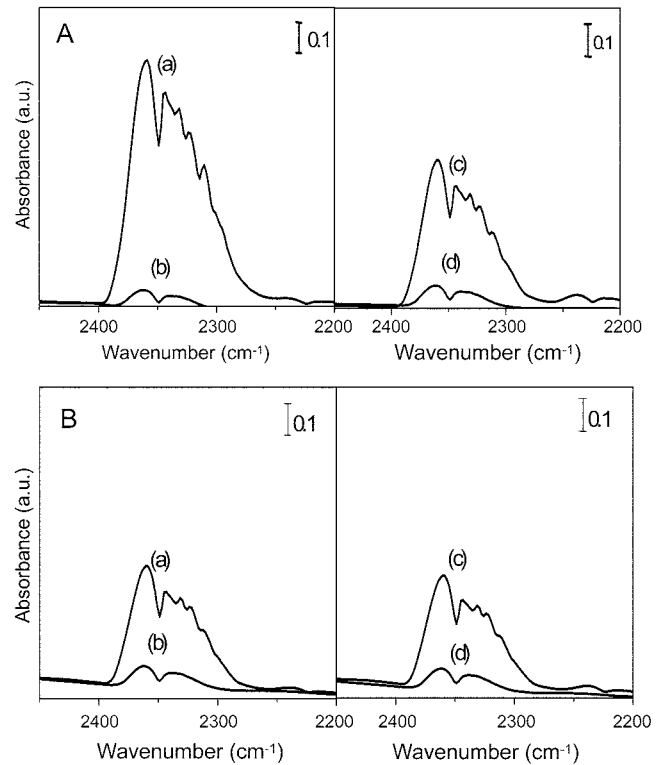 A
0.1
0.1
(a)
(b)
(c)
(d)
Absorbance (a.u.)
2400
2300
2200
2400
2300
2200
Wavenumber (cm-1)
Wavenumber (cm-1)
B
0.1
0.1
(a)
(b)
(c)
(d)
Absorbance (a.u.)
2400
2300
2200
2400
2300
2200
Wavenumber (cm-1)
Wavenumber (cm-1)